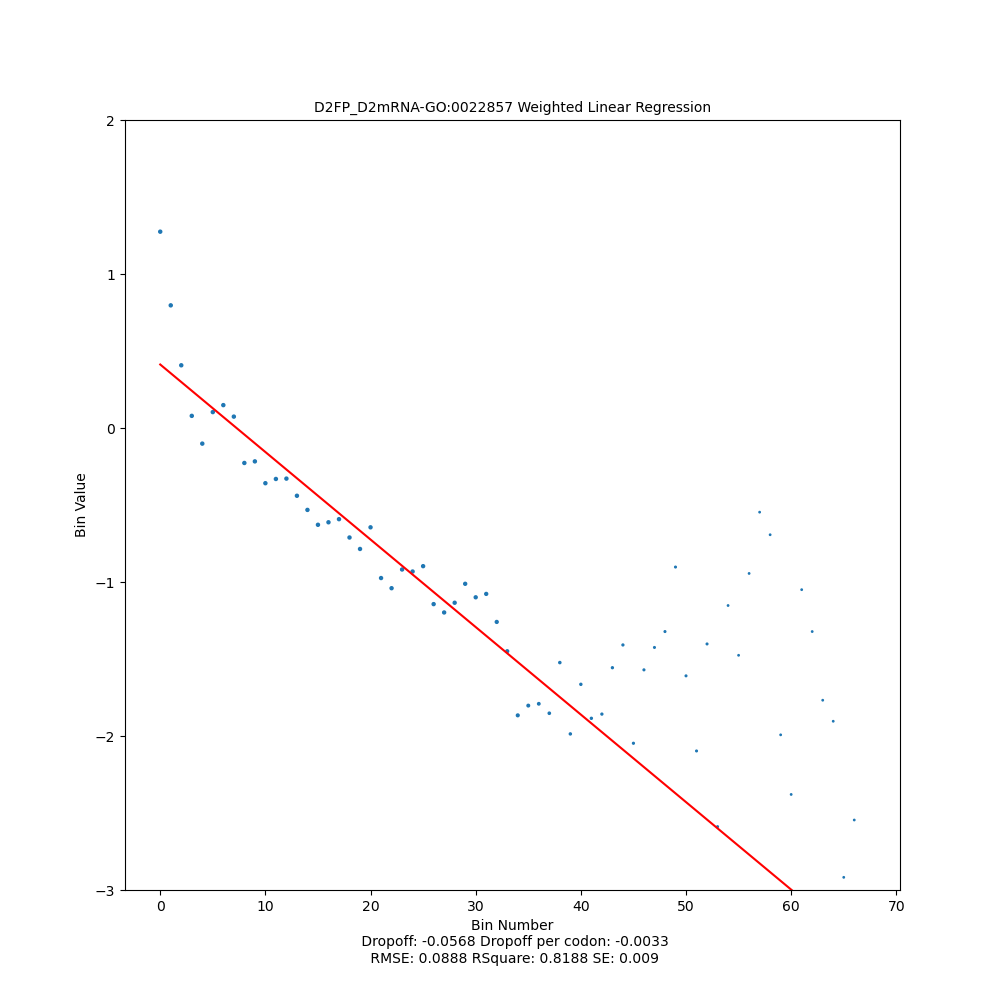 D2FP_D2mRNA-GO:0022857 Weighted Linear Regression
2
1
0
−1
−2
−3
Bin Value
0 10 20 30 40 50 60 70
Bin Number
Dropoff: -0.0568 Dropoff per codon: -0.0033
RMSE: 0.0888 RSquare: 0.8188 SE: 0.009